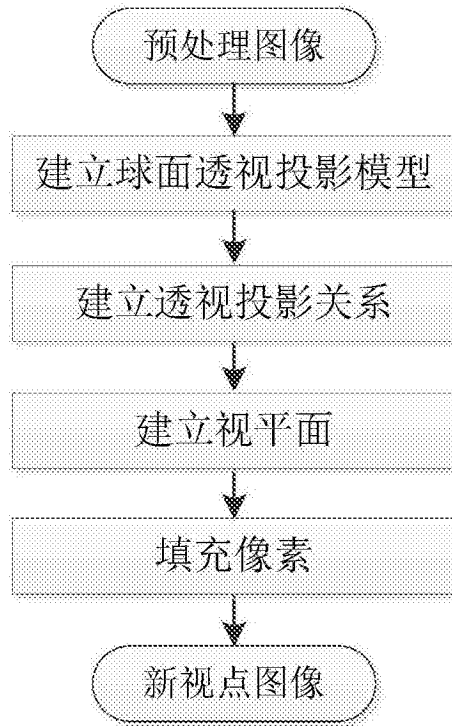 预处理图像
建立球面透视投影模型
建立透视投影关系
建立视平面
填充像素
新视点图像